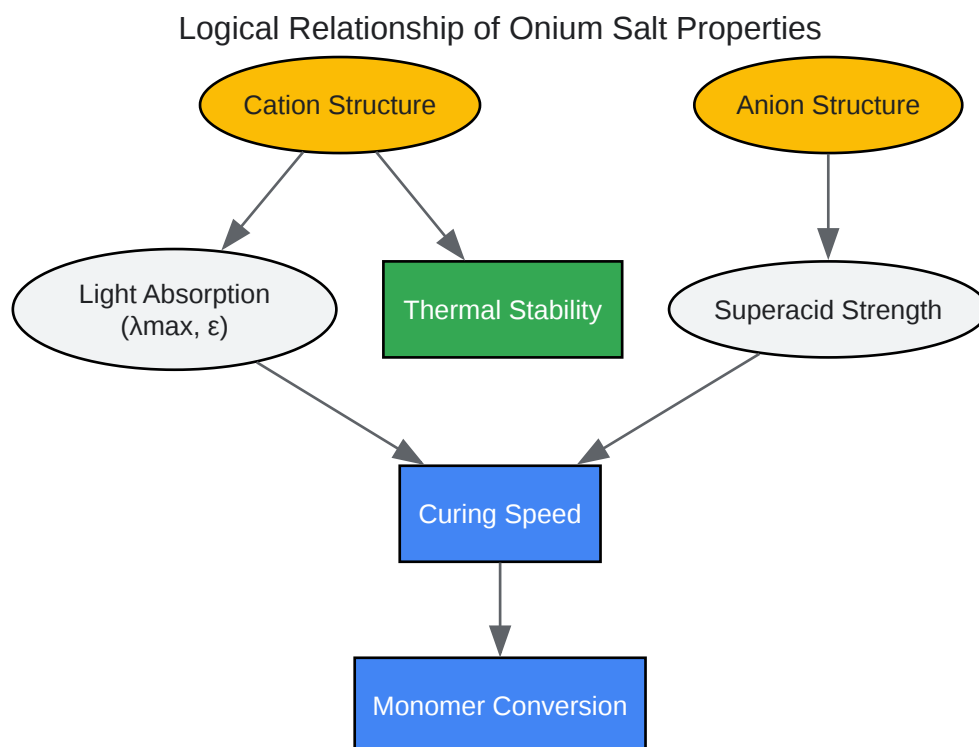 Logical Relationship of Onium Salt Properties
Cation Structure
Anion Structure
Light Absorption
(λmax, ε)
Thermal Stability
Superacid Strength
Curing Speed
Monomer Conversion